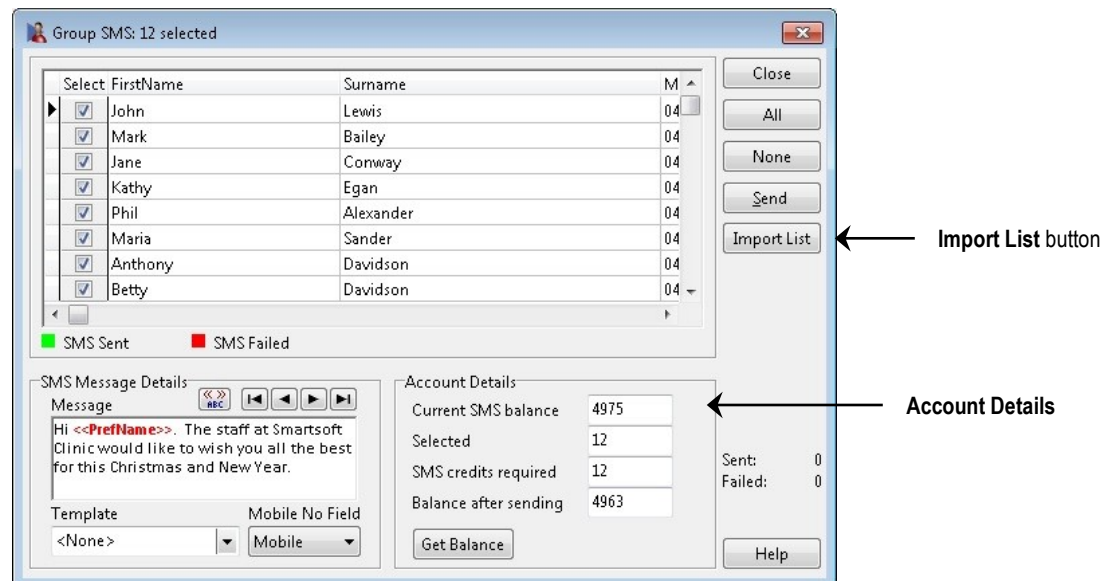 Group SMS: 12 selected
Select FirstName Surname M
John Lewis 04
Mark Bailey 04
Jane Conway 04
Kathy Egan 04
Phil Alexander 04
Maria Sander 04
Anthony Davidson 04
Betty Davidson 04
SMS Sent SMS Failed
Close
All
None
Send
Import List
Import List button
SMS Message Details
Message
« » ABC
Hi <<PrefName>>. The staff at Smartsoft
Clinic would like to wish you all the best
for this Christmas and New Year.
Template Mobile No Field
<None> Mobile
Account Details
Current SMS balance 4975
Selected 12
SMS credits required 12
Balance after sending 4963
Get Balance
Account Details
Sent: 0
Failed: 0
Help